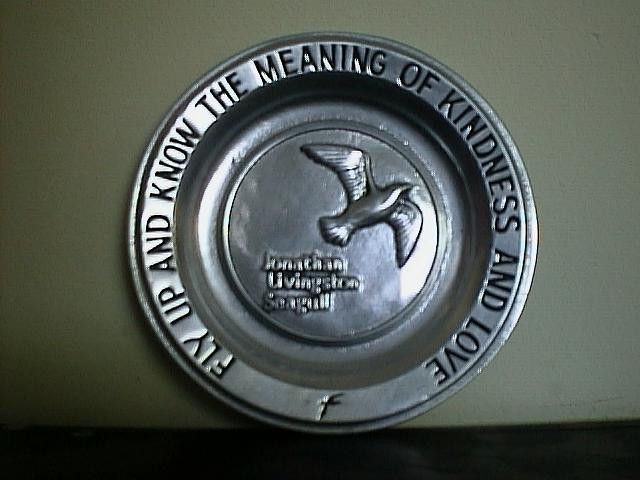 FLY UP AND KNOW THE MEANING OF KINDNESS AND LOVE
Jonathan
Livingston
Seagull